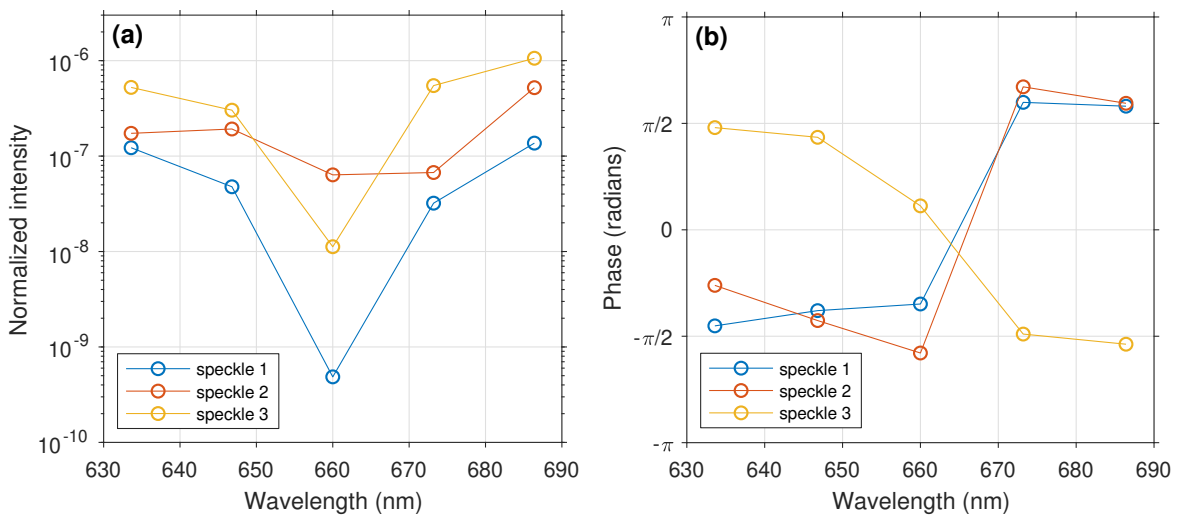 (a)
Normalized intensity
10^-6
10^-7
10^-8
10^-9
10^-10
630 640 650 660 670 680 690
Wavelength (nm)
speckle 1
speckle 2
speckle 3
(b)
Phase (radians)
π
π/2
0
-π/2
-π
630 640 650 660 670 680 690
Wavelength (nm)
speckle 1
speckle 2
speckle 3